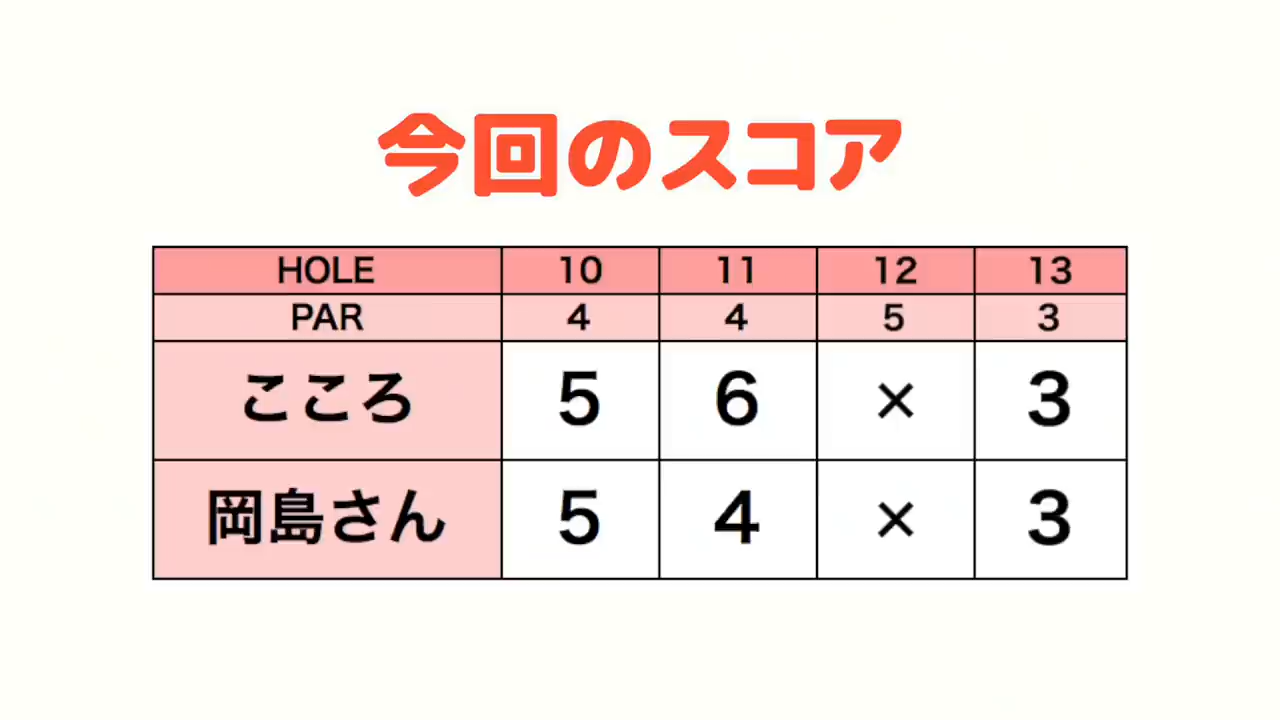 今回のスコア
HOLE 10 11 12 13
PAR 4 4 5 3
こころ 5 6 × 3
岡島さん 5 4 × 3